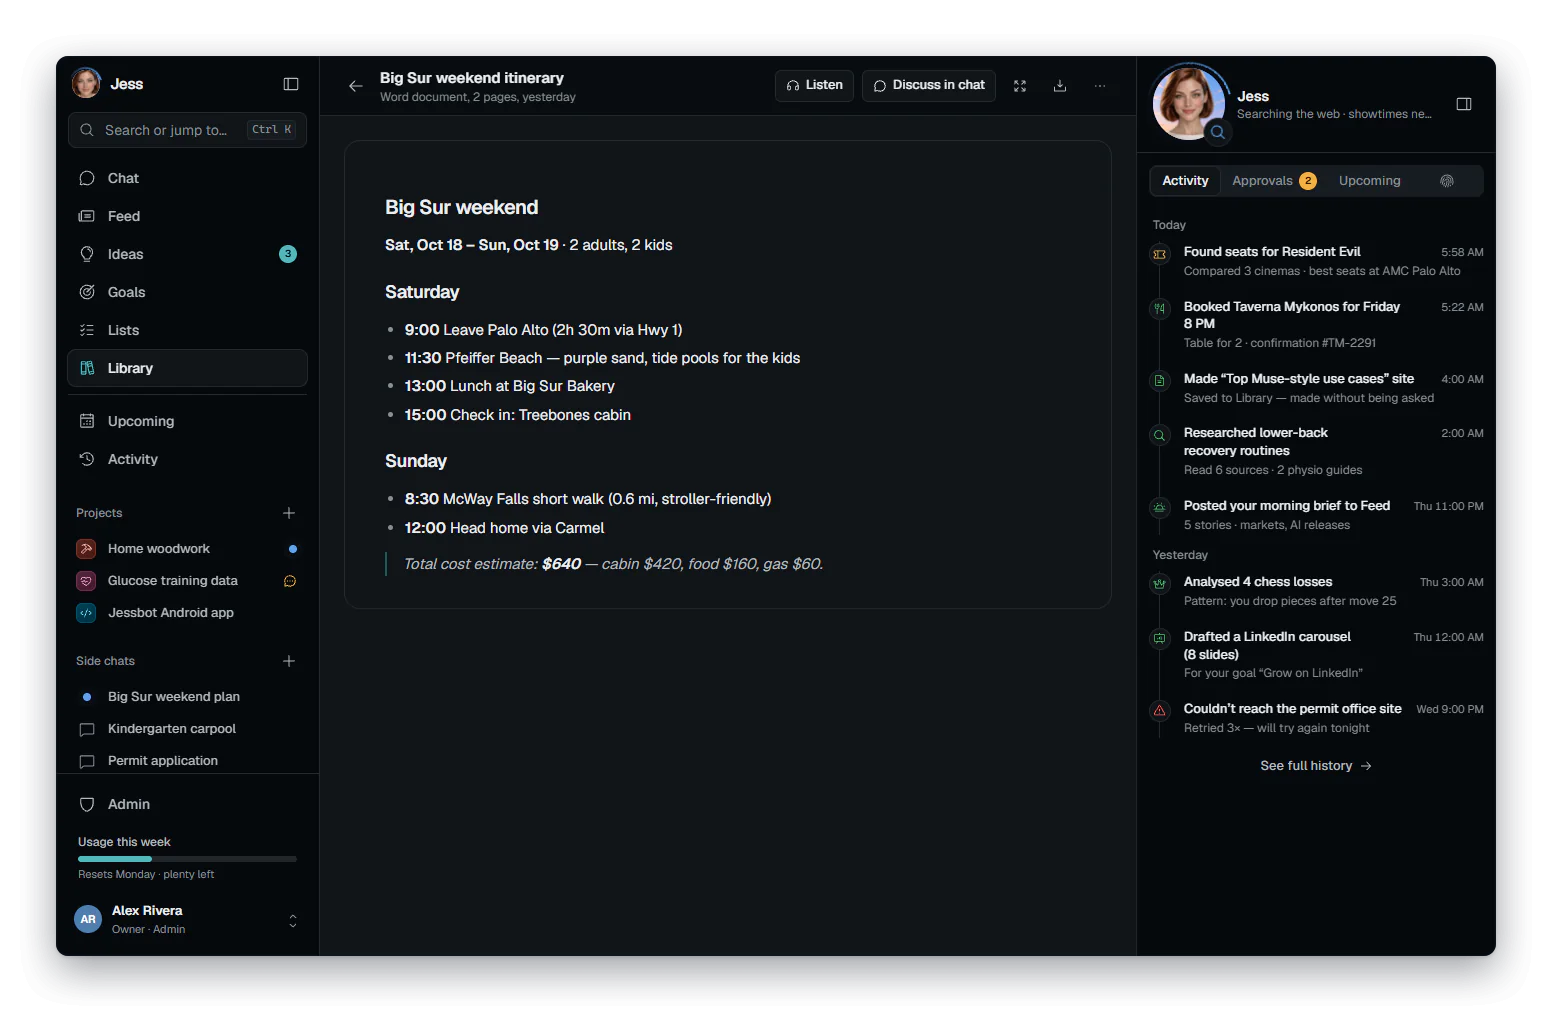 Jess
Search or jump to...
Ctrl K
Chat
Feed
Ideas
3
Goals
Lists
Library
Upcoming
Activity
Projects
Home woodwork
Glucose training data
Jessbot Android app
Side chats
Big Sur weekend plan
Kindergarten carpool
Permit application
Admin
Usage this week
Resets Monday · plenty left
AR
Alex Rivera
Owner · Admin
Big Sur weekend itinerary
Word document, 2 pages, yesterday
Listen
Discuss in chat
Big Sur weekend
Sat, Oct 18 – Sun, Oct 19 · 2 adults, 2 kids
Saturday
9:00 Leave Palo Alto (2h 30m via Hwy 1)
11:30 Pfeiffer Beach — purple sand, tide pools for the kids
13:00 Lunch at Big Sur Bakery
15:00 Check in: Treebones cabin
Sunday
8:30 McWay Falls short walk (0.6 mi, stroller-friendly)
12:00 Head home via Carmel
Total cost estimate: $640 — cabin $420, food $160, gas $60.
Jess
Searching the web · showtimes ne...
Activity
Approvals 2
Upcoming
Today
Found seats for Resident Evil
5:58 AM
Compared 3 cinemas · best seats at AMC Palo Alto
Booked Taverna Mykonos for Friday
8 PM
5:22 AM
Table for 2 · confirmation #TM-2291
Made “Top Muse-style use cases” site
4:00 AM
Saved to Library — made without being asked
Researched lower-back
recovery routines
2:00 AM
Read 6 sources · 2 physio guides
Posted your morning brief to Feed
Thu 11:00 PM
5 stories · markets, AI releases
Yesterday
Analysed 4 chess losses
Thu 3:00 AM
Pattern: you drop pieces after move 25
Drafted a LinkedIn carousel
(8 slides)
Thu 12:00 AM
For your goal “Grow on LinkedIn”
Couldn’t reach the permit office site
Wed 9:00 PM
Retried 3× — will try again tonight
See full history